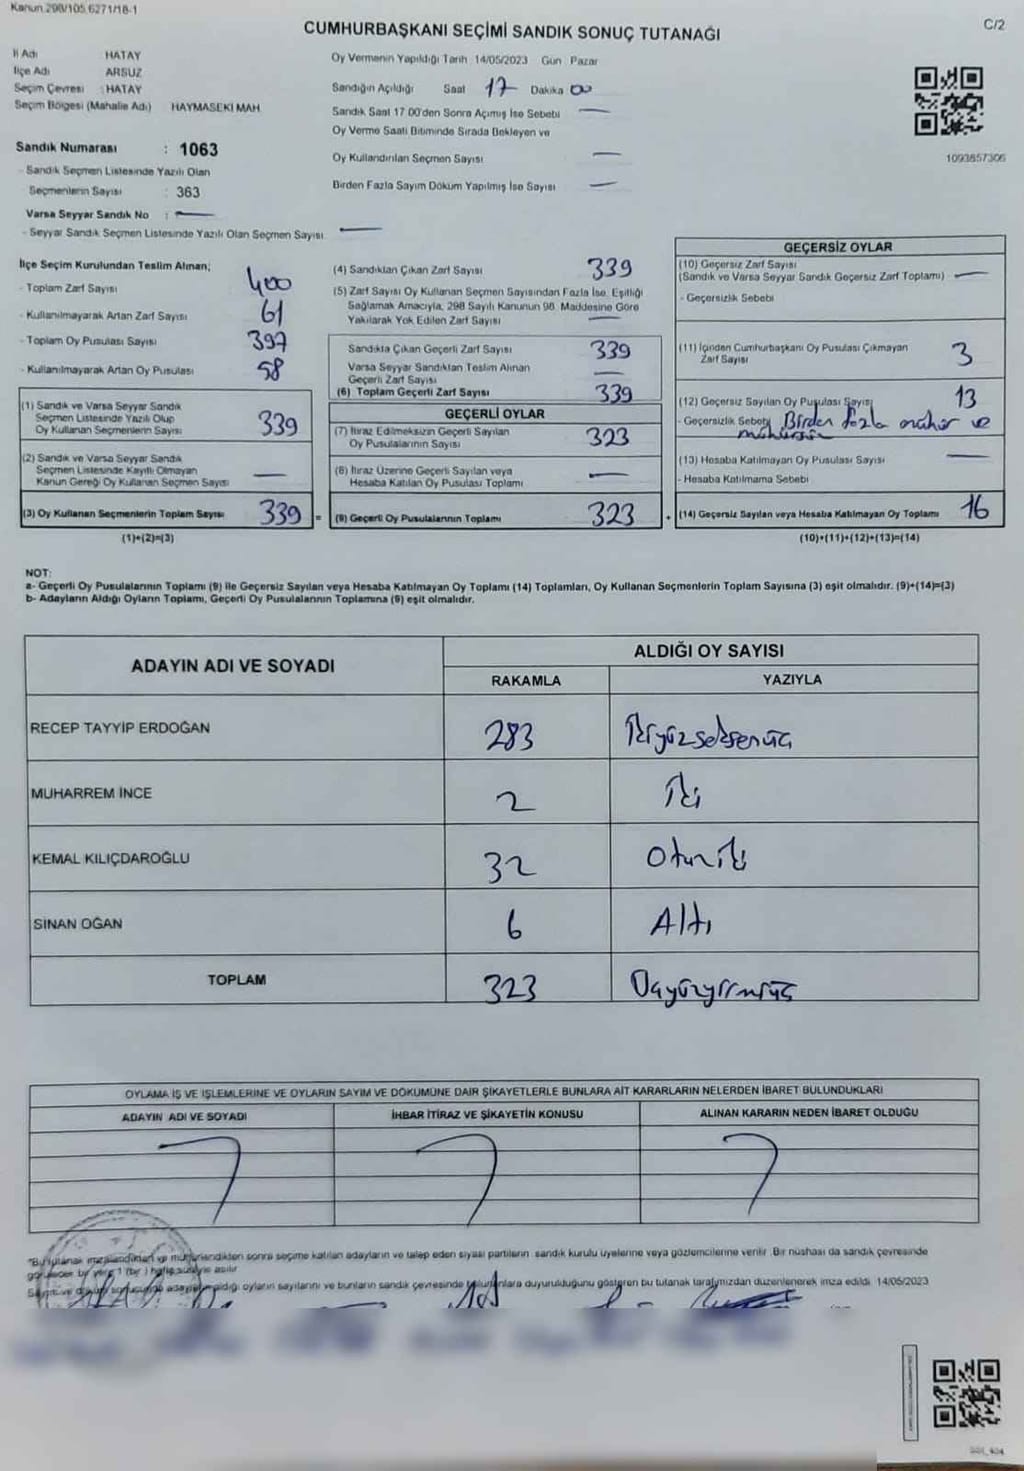 Kanun 298/105 6271/18-1
CUMHURBAŞKANI SEÇİMİ SANDIK SONUÇ TUTANAĞI
C/2
İl Adı : HATAY
İlçe Adı : ARSUZ
Seçim Çevresi : HATAY
Seçim Bölgesi (Mahalle Adı) HAYMASEKİ MAH.
Sandık Numarası : 1063
- Sandık Seçmen Listesinde Yazılı Olan
Seçmenlerin Sayısı : 363
Varsa Seyyar Sandık No : —
- Seyyar Sandık Seçmen Listesinde Yazılı Olan Seçmen Sayısı —
Oy Vermenin Yapıldığı Tarih 14/05/2023 Gün Pazar
Sandığın Açıldığı Saat 17 Dakika 00
Sandık Saat 17.00'den Sonra Açımış İse Sebebi —
Oy Verme Saati Bitiminde Sırada Bekleyen ve
Oy Kullandırılan Seçmen Sayısı —
Birden Fazla Sayım Döküm Yapılmış İse Sayısı —
1093857306
İlçe Seçim Kurulundan Teslim Alınan;
- Toplam Zarf Sayısı 400
- Kullanılmayarak Artan Zarf Sayısı 61
- Toplam Oy Pusulası Sayısı 397
- Kullanılmayarak Artan Oy Pusulası 58
(1) Sandık ve Varsa Seyyar Sandık
Seçmen Listesinde Yazılı Olup
Oy Kullanan Seçmenlerin Sayısı 339
(2) Sandık ve Varsa Seyyar Sandık
Seçmen Listesinde Kayıtlı Olmayan
Kanun Gereği Oy Kullanan Seçmen Sayısı —
(3) Oy Kullanan Seçmenlerin Toplam Sayısı 339 =
(1)+(2)=(3)
(4) Sandıktan Çıkan Zarf Sayısı 339
(5) Zarf Sayısı Oy Kullanan Seçmen Sayısından Fazla İse, Eşitliği
Sağlamak Amacıyla, 298 Sayılı Kanunun 98. Maddesine Göre
Yakılarak Yok Edilen Zarf Sayısı —
Sandıkta Çıkan Geçerli Zarf Sayısı 339
Varsa Seyyar Sandıktan Teslim Alınan
Geçerli Zarf Sayısı —
(6) Toplam Geçerli Zarf Sayısı 339
GEÇERLİ OYLAR
(7) İtiraz Edilmeksizin Geçerli Sayılan
Oy Pusulalarının Sayısı 323
(8) İtiraz Üzerine Geçerli Sayılan veya
Hesaba Katılan Oy Pusulası Toplamı —
(9) Geçerli Oy Pusulalarının Toplamı 323 +
GEÇERSİZ OYLAR
(10) Geçersiz Zarf Sayısı
(Sandık ve Varsa Seyyar Sandık Geçersiz Zarf Toplamı) —
- Geçersizlik Sebebi
(11) İçinden Cumhurbaşkanı Oy Pusulası Çıkmayan
Zarf Sayısı 3
(12) Geçersiz Sayılan Oy Pusulası Sayısı 13
- Geçersizlik Sebebi Birden fazla mühür ve
mühürsüz
(13) Hesaba Katılmayan Oy Pusulası Sayısı —
- Hesaba Katılmama Sebebi
(14) Geçersiz Sayılan veya Hesaba Katılmayan Oy Toplamı 16
(10)+(11)+(12)+(13)=(14)
NOT:
a- Geçerli Oy Pusulalarının Toplamı (9) ile Geçersiz Sayılan veya Hesaba Katılmayan Oy Toplamı (14) Toplamları, Oy Kullanan Seçmenlerin Toplam Sayısına (3) eşit olmalıdır. (9)+(14)=(3)
b- Adayların Aldığı Oyların Toplamı, Geçerli Oy Pusulalarının Toplamına (9) eşit olmalıdır.
ADAYIN ADI VE SOYADI
ALDIĞI OY SAYISI
RAKAMLA YAZIYLA
RECEP TAYYİP ERDOĞAN 283 İkiyüzseksenüç
MUHARREM İNCE 2 İki
KEMAL KILIÇDAROĞLU 32 Otuziki
SİNAN OĞAN 6 Altı
TOPLAM 323 Üçyüzyirmiüç
OYLAMA İŞ VE İŞLEMLERİNE VE OYLARIN SAYIM VE DÖKÜMÜNE DAİR ŞİKAYETLERLE BUNLARA AİT KARARLARIN NELERDEN İBARET BULUNDUKLARI
ADAYIN ADI VE SOYADI İHBAR İTİRAZ VE ŞİKAYETİN KONUSU ALINAN KARARIN NEDEN İBARET OLDUĞU
*Bu tutanak imzalandıktan ve mühürlendikten sonra seçime katılan adayların ve talep eden siyasi partilerin sandık kurulu üyelerine veya gözlemcilerine verilir. Bir nüshası da sandık çevresinde
görülecek bir yere 1 (bir) hafta süreyle asılır
Sayım ve döküm sonucunda adayların aldığı oyların sayılarını ve bunların sandık çevresinde bulunanlara duyurulduğunu gösteren bu tutanak tarafımızdan düzenlenerek imza edildi. 14/05/2023